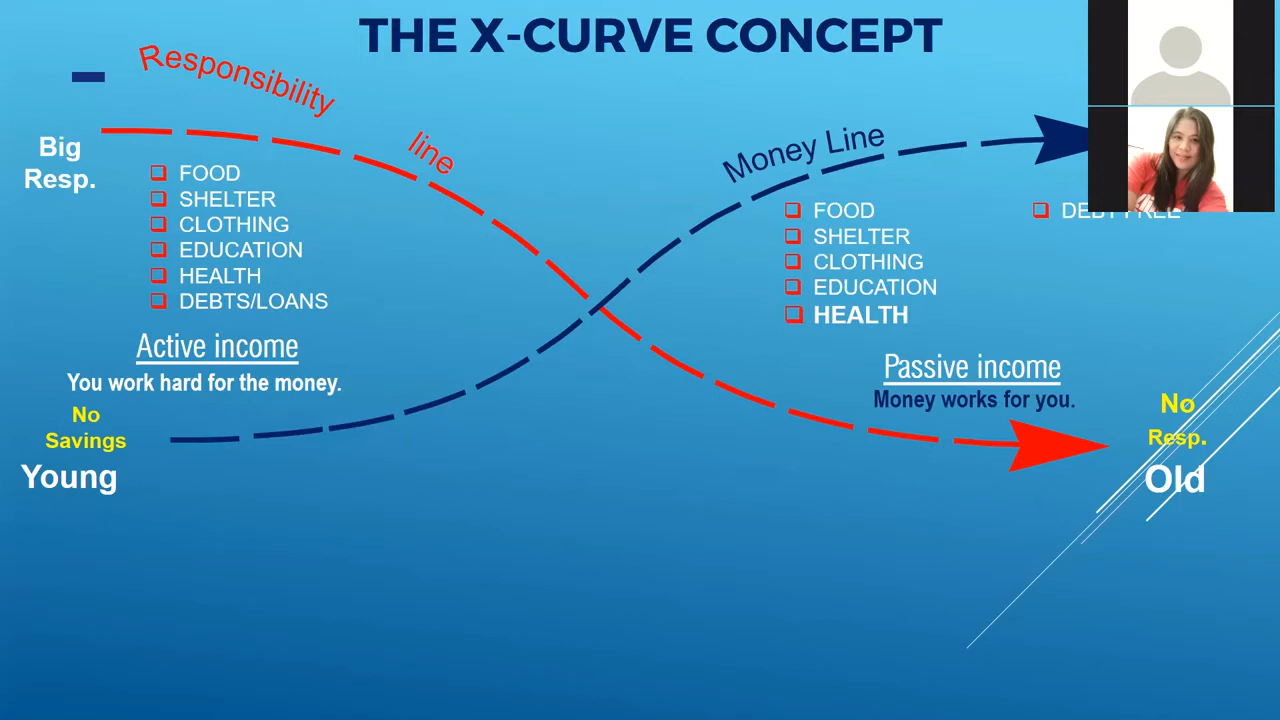 THE X-CURVE CONCEPT
Responsibility line
Big
Resp.
FOOD
SHELTER
CLOTHING
EDUCATION
HEALTH
DEBTS/LOANS
Active income
You work hard for the money.
No
Savings
Young
Money Line
FOOD
SHELTER
CLOTHING
EDUCATION
HEALTH
DEBT FREE
Passive income
Money works for you.
No
Resp.
Old